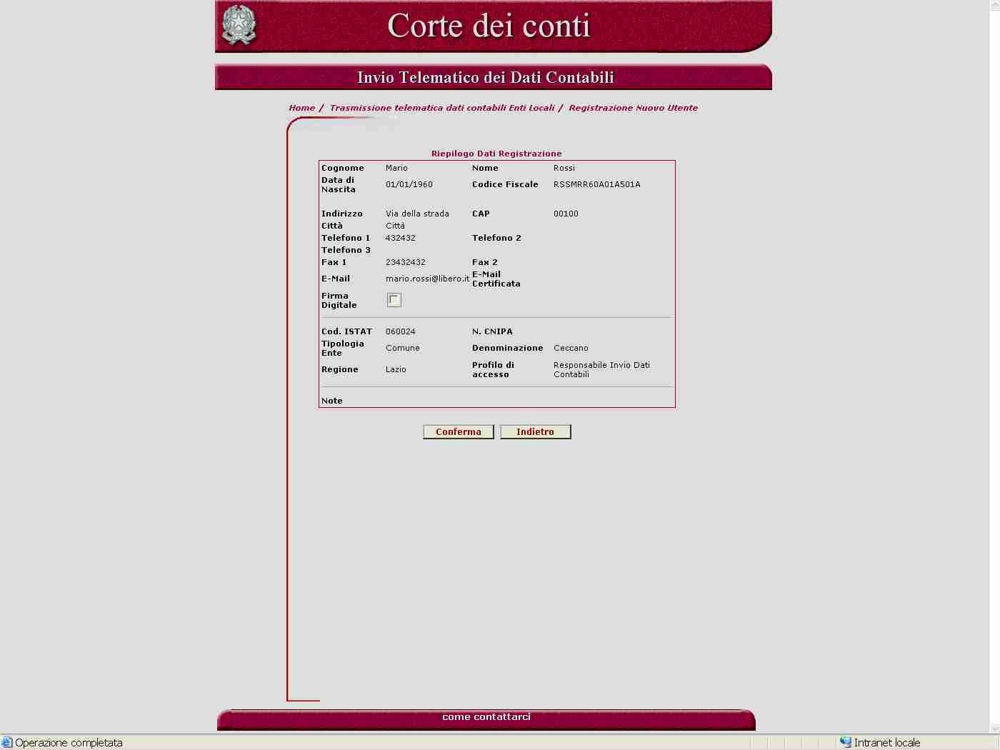 Corte dei conti
Invio Telematico dei Dati Contabili
Home / Trasmissione telematica dati contabili Enti Locali / Registrazione Nuovo Utente
Riepilogo Dati Registrazione
Cognome Mario Nome Rossi
Data di Nascita 01/01/1960 Codice Fiscale RSSMRR60A01A501A
Indirizzo Via della strada CAP 00100
Città Città
Telefono 1 432432 Telefono 2
Telefono 3
Fax 1 23432432 Fax 2
E-Mail mario.rossi@libero.it E-Mail Certificata
Firma Digitale
Cod. ISTAT 060024 N. CNIPA
Tipologia Ente Comune Denominazione Ceccano
Regione Lazio Profilo di accesso Responsabile Invio Dati Contabili
Note
Conferma Indietro
come contattarci
Operazione completata Intranet locale